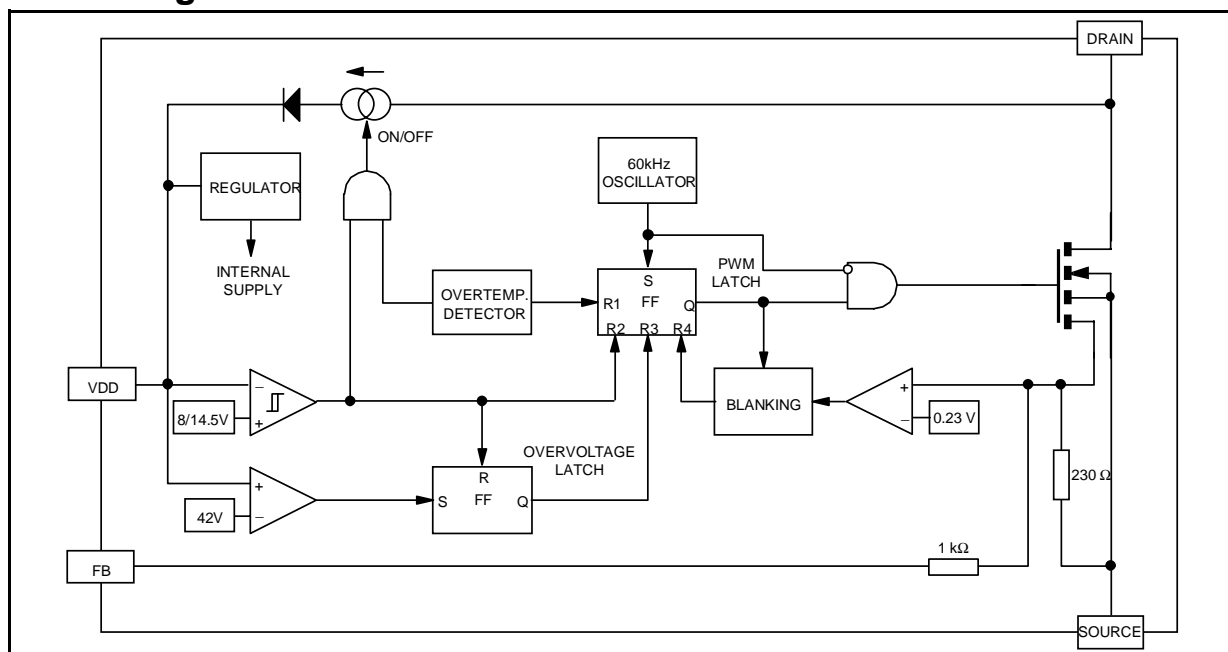 DRAIN
ON/OFF
60kHz
OSCILLATOR
REGULATOR
INTERNAL
SUPPLY
PWM
LATCH
S
FF
R1
Q
R2
R3
R4
OVERTEMP.
DETECTOR
VDD
8/14.5V
−
+
BLANKING
+
−
0.23 V
OVERVOLTAGE
LATCH
R
FF
S
Q
230 Ω
42V
+
−
1 kΩ
FB
SOURCE